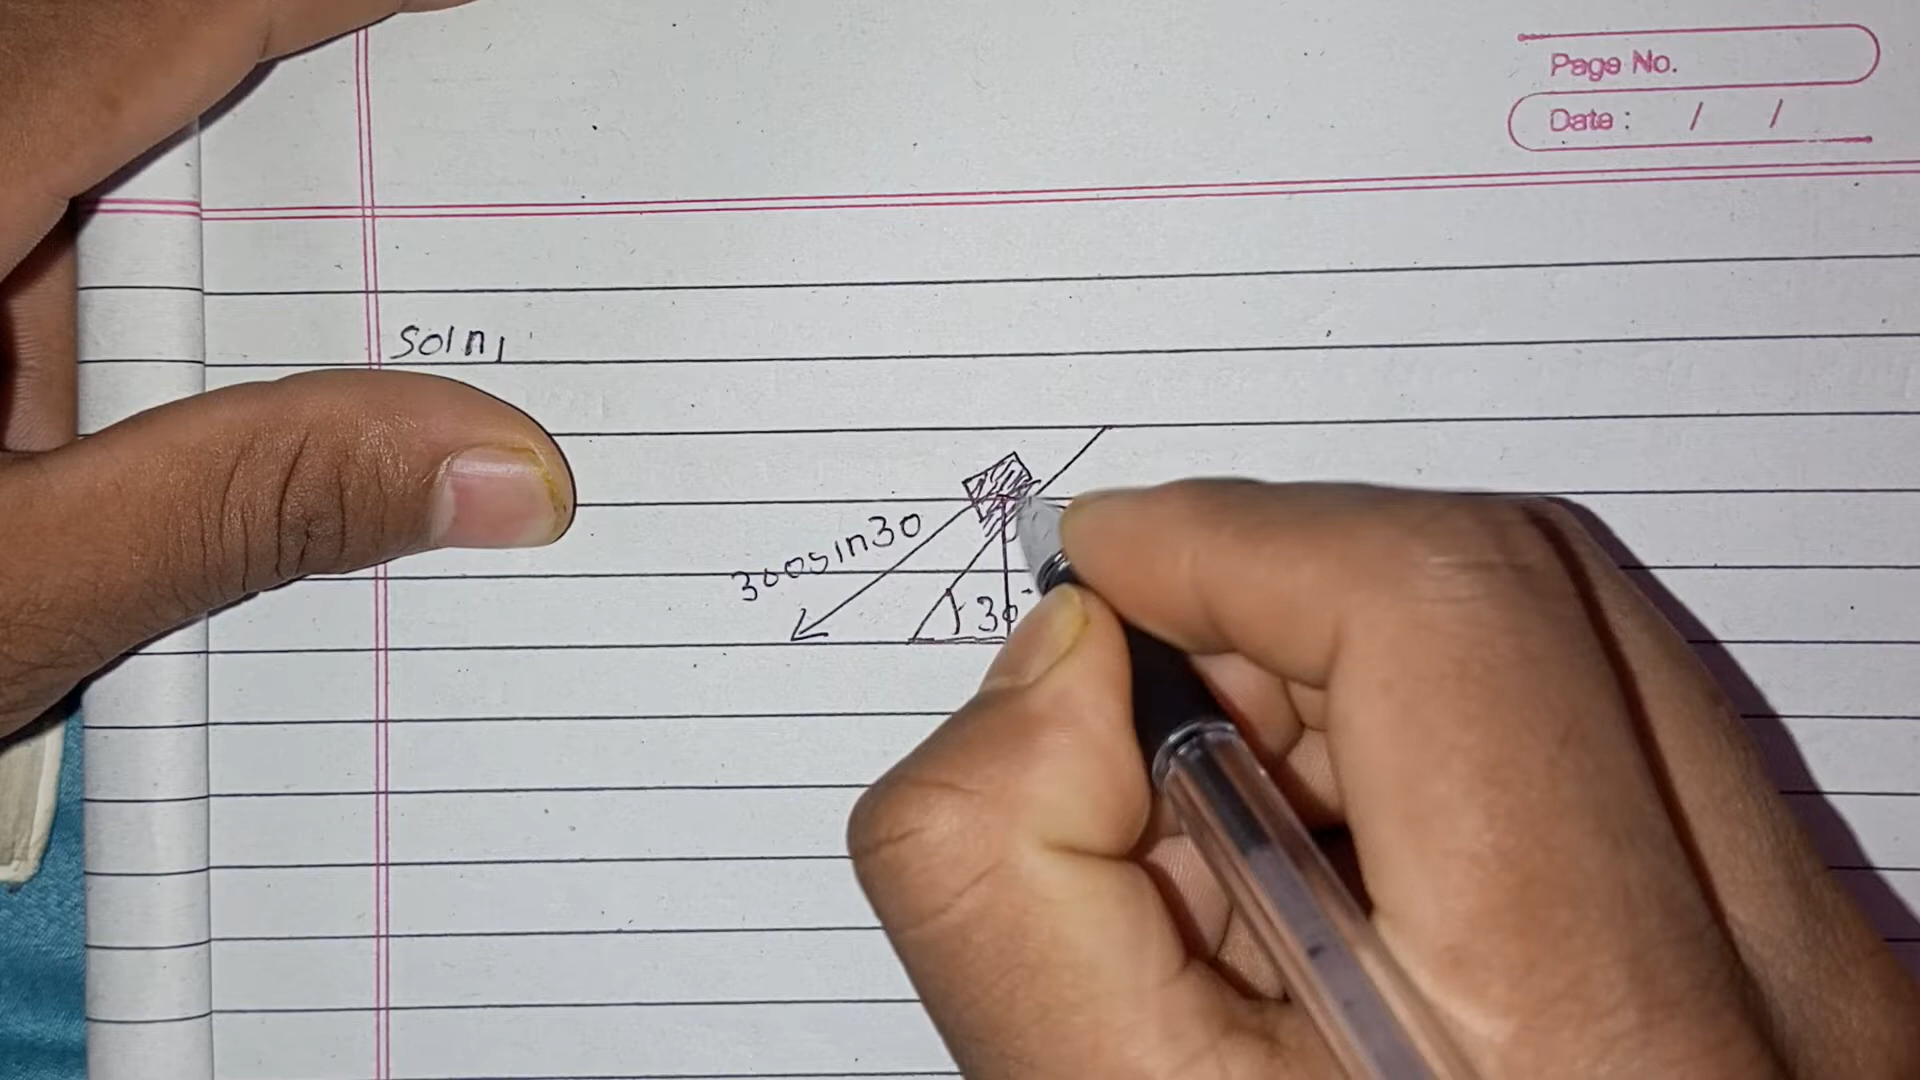 Page No.
Date : / /
Soln,
300sin30
30°